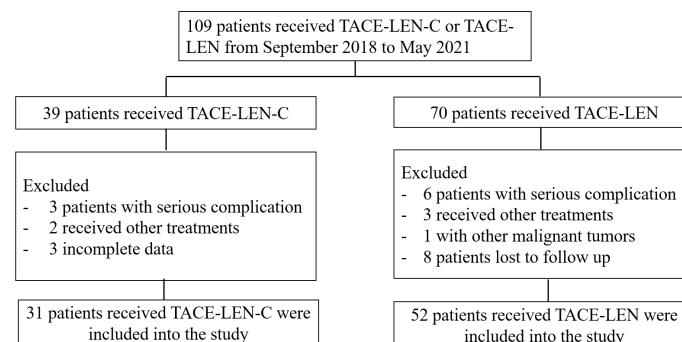 109 patients received TACE-LEN-C or TACE-
LEN from September 2018 to May 2021
39 patients received TACE-LEN-C
70 patients received TACE-LEN
Excluded
- 3 patients with serious complication
- 2 received other treatments
- 3 incomplete data
Excluded
- 6 patients with serious complication
- 3 received other treatments
- 1 with other malignant tumors
- 8 patients lost to follow up
31 patients received TACE-LEN-C were
included into the study
52 patients received TACE-LEN were
included into the study